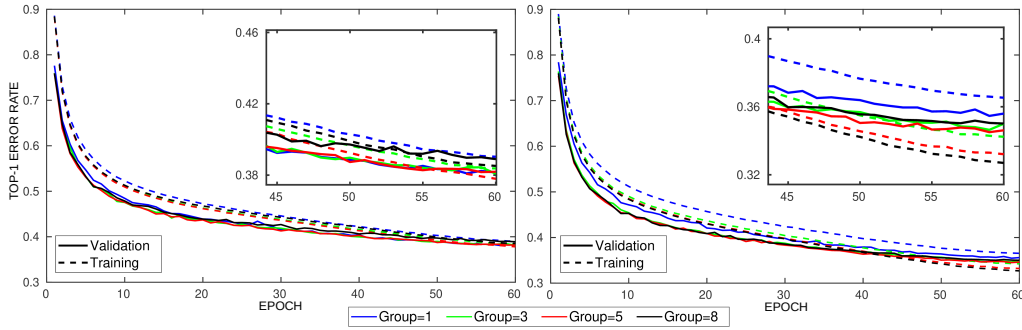 TOP-1 ERROR RATE
0.9
0.8
0.7
0.6
0.5
0.4
0.3
0 10 20 30 40 50 60
EPOCH
0.46
0.42
0.38
45 50 55 60
Validation
Training
0.9
0.8
0.7
0.6
0.5
0.4
0.3
0 10 20 30 40 50 60
EPOCH
0.4
0.36
0.32
45 50 55 60
Validation
Training
Group=1 Group=3 Group=5 Group=8